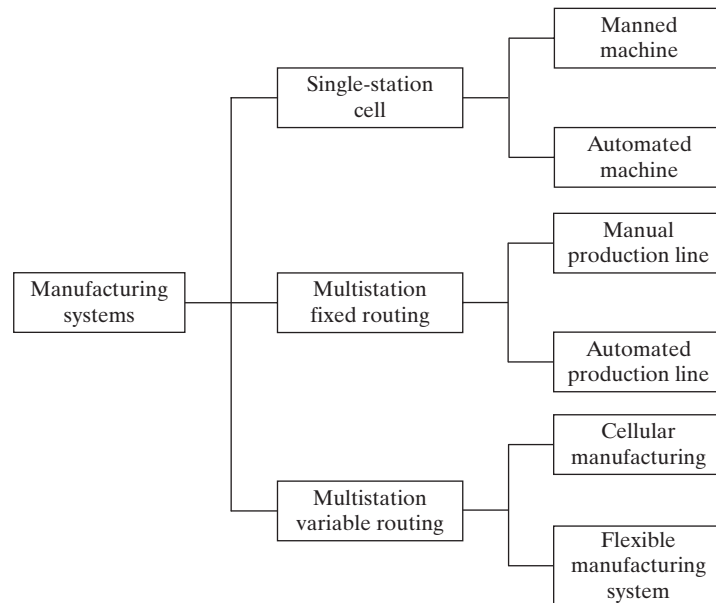 Manned
machine
Single-station
cell
Automated
machine
Manual
production line
Manufacturing
systems
Multistation
fixed routing
Automated
production line
Cellular
manufacturing
Multistation
variable routing
Flexible
manufacturing
system